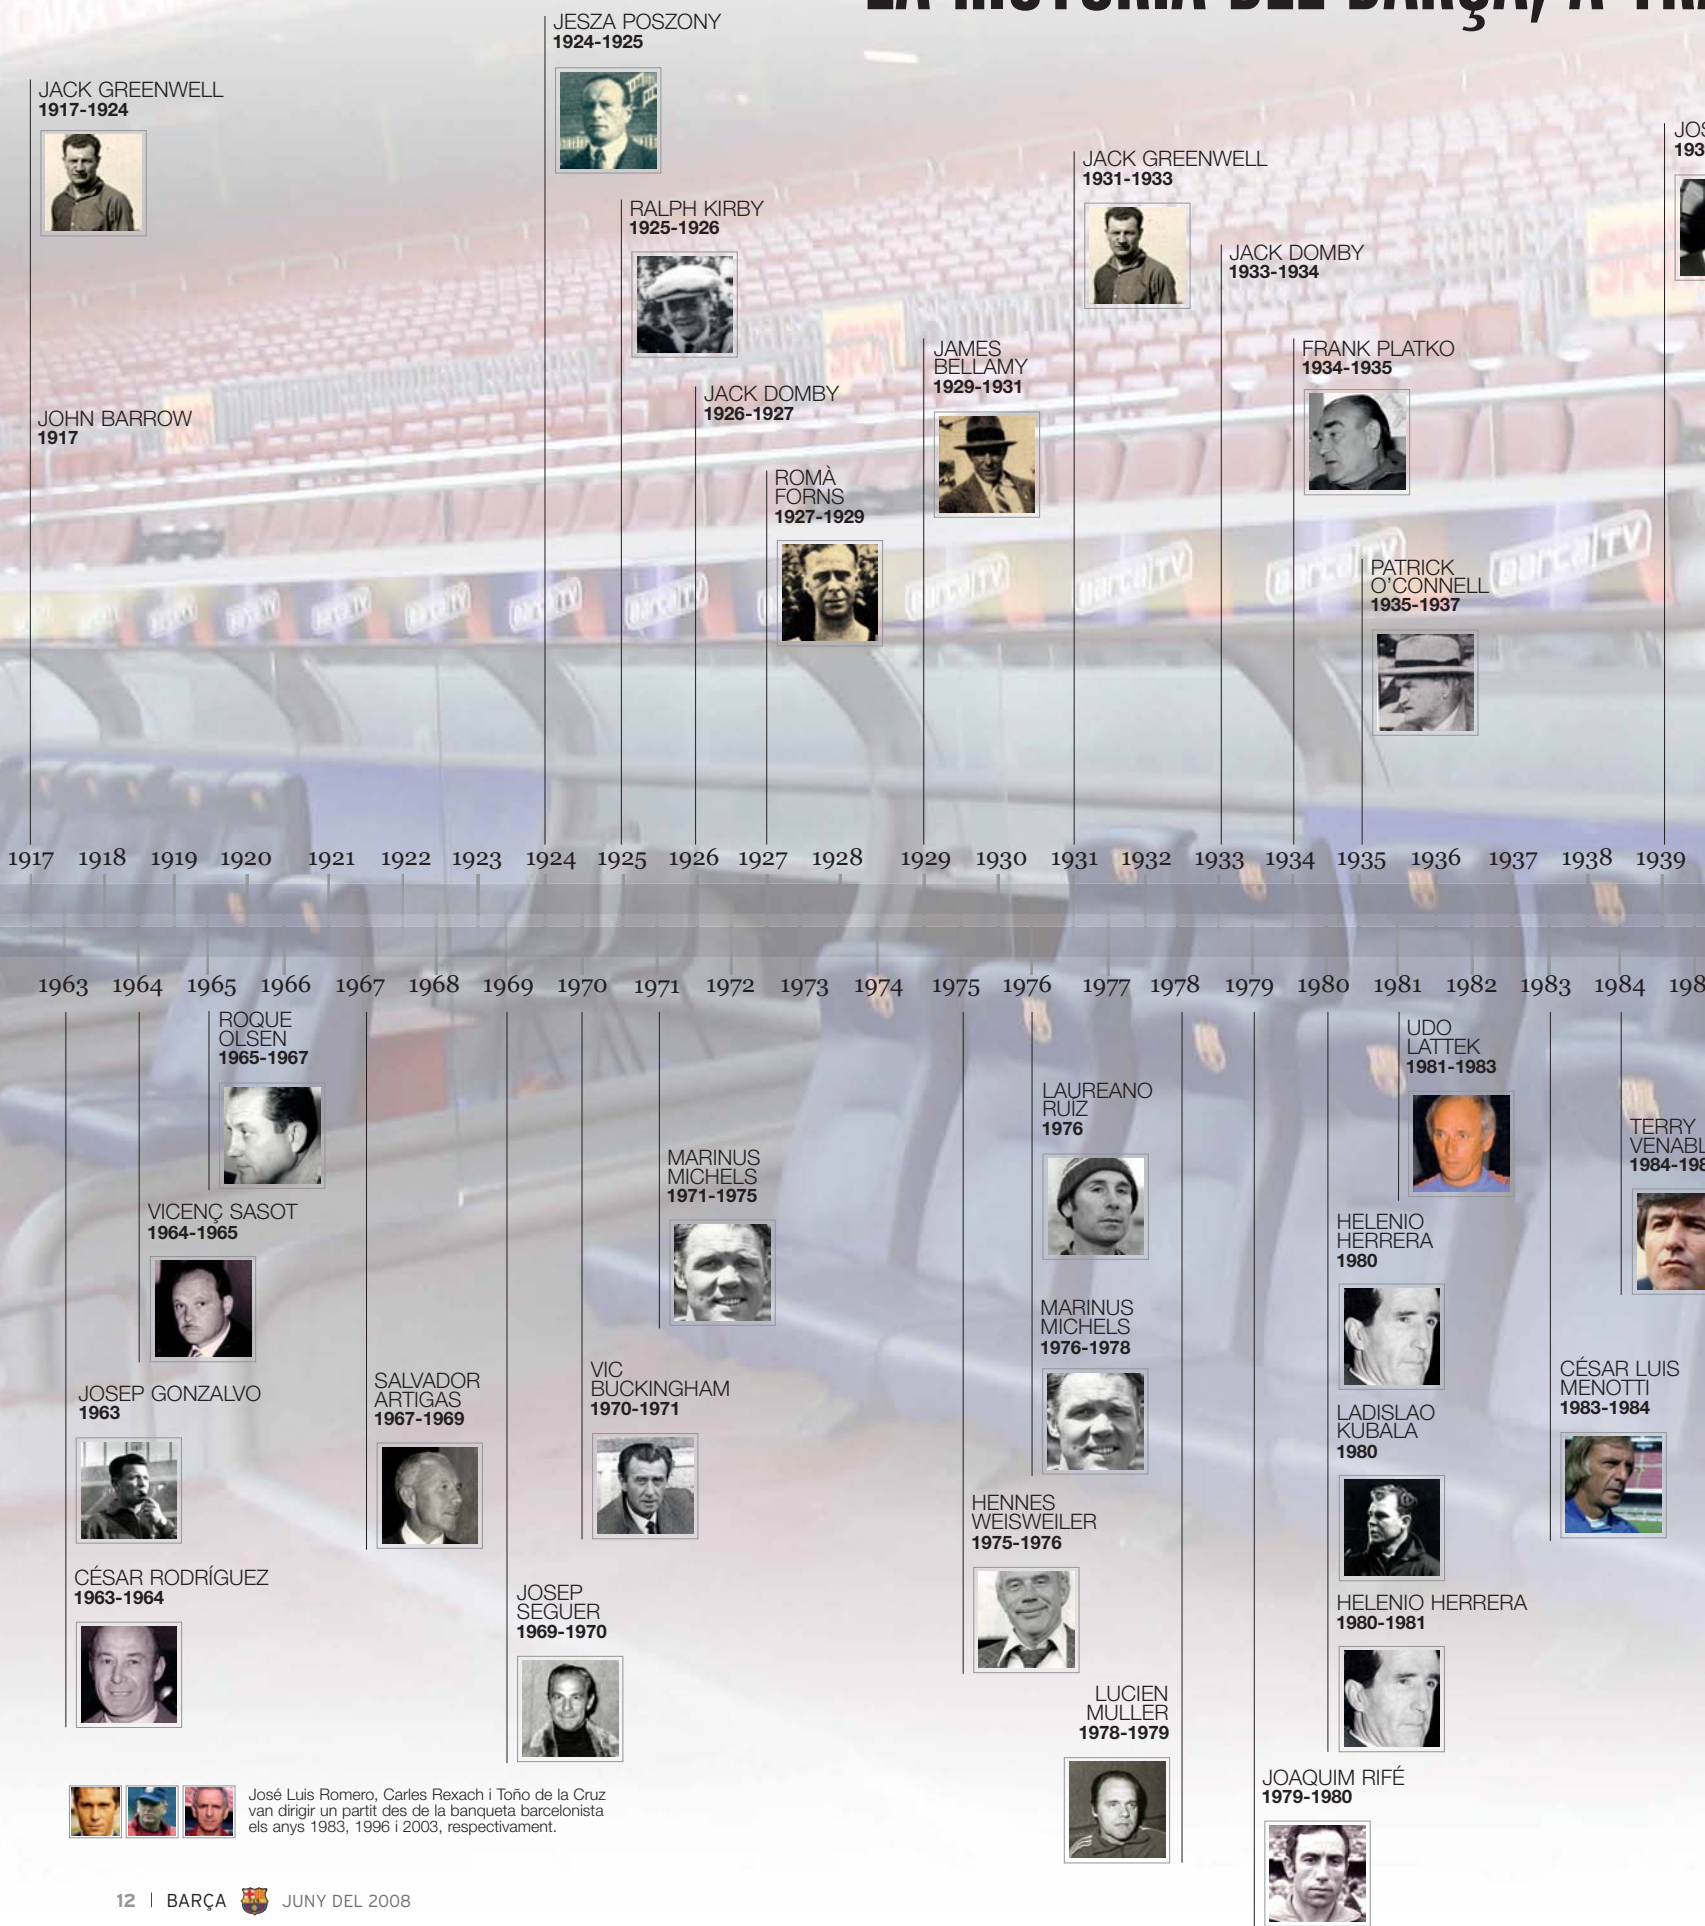 LA HISTÒRIA DEL BARÇA, A
JESZA POSZONY
1924-1925
JACK GREENWELL
1917-1924
JACK GREENWELL
1931-1933
RALPH KIRBY
1925-1926
JACK DOMBY
1933-1934
JAMES
BELLAMY
1929-1931
FRANK PLATKO
1934-1935
JACK DOMBY
1926-1927
JOHN BARROW
1917
ROMÀ
FORNS
1927-1929
PATRICK
O'CONNELL
1935-1937
1917 1918 1919 1920 1921 1922 1923 1924 1925 1926 1927 1928 1929 1930 1931 1932 1933 1934 1935 1936 1937 1938 1939
1963 1964 1965 1966 1967 1968 1969 1970 1971 1972 1973 1974 1975 1976 1977 1978 1979 1980 1981 1982 1983 1984
ROQUE
OLSEN
1965-1967
UDO
LATTEK
1981-1983
LAUREANO
RUÍZ
1976
TERRY
MARINUS
MICHELS
1971-1975
VICENÇ SASOT
1964-1965
HELENIO
HERRERA
1980
MARINUS
MICHELS
1976-1978
JOSEP GONZALVO
1963
SALVADOR
ARTIGAS
1967-1969
VIC
BUCKINGHAM
1970-1971
CÉSAR LUIS
MENOTTI
1983-1984
LADISLAO
KUBALA
1980
HENNES
WEISWEILER
1975-1976
CÉSAR RODRÍGUEZ
1963-1964
JOSEP
SEGUER
1969-1970
HELENIO HERRERA
1980-1981
LUCIEN
MULLER
1978-1979
JOAQUIM RIFÉ
1979-1980
José Luis Romero, Carles Rexach i Toño de la Cruz
van dirigir un partit des de la banqueta barcelonista
els anys 1983, 1996 i 2003, respectivament.
12 | BARÇA JUNY DEL 2008